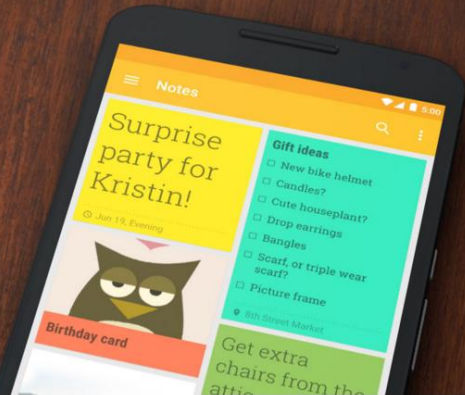 5:00
Notes
Surprise
party for
Kristin!
Jun 19, Evening
Birthday card
Gift ideas
New bike helmet
Candles?
Cute houseplant?
Drop earrings
Bangles
Scarf, or triple wear
scarf?
Picture frame
8th Street Market
Get extra
chairs from the
attic